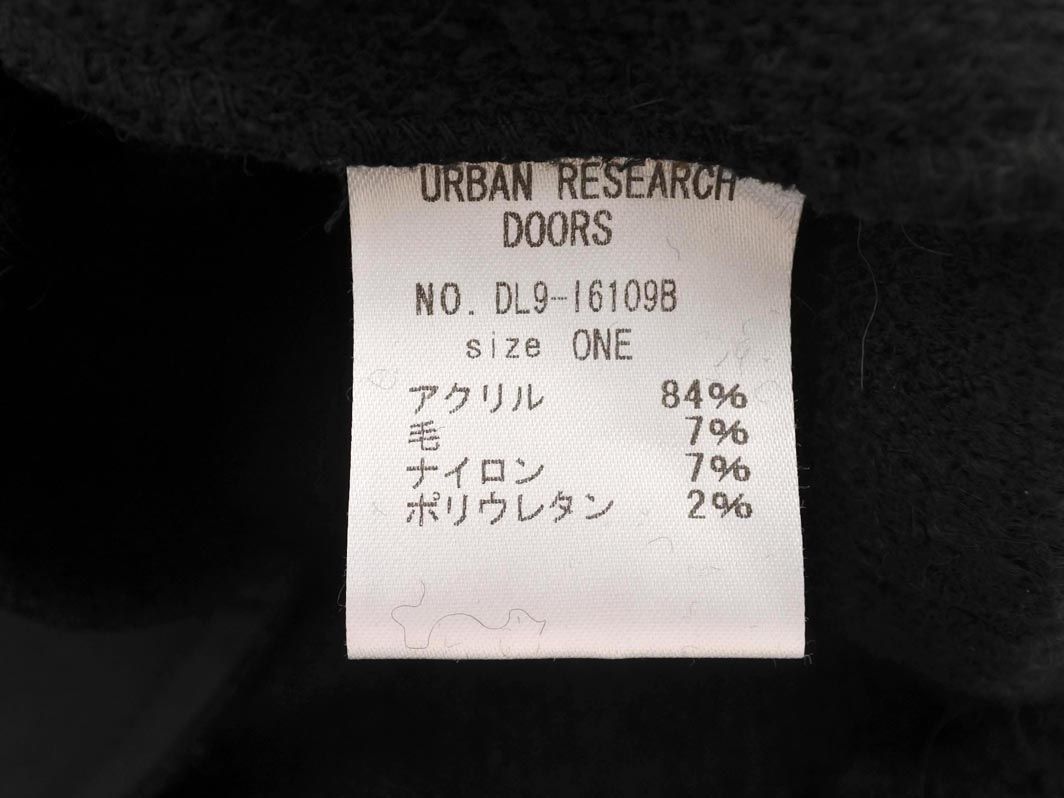 URBAN RESEARCH
DOORS
NO. DL9-16109B
size ONE
アクリル 84%
毛 7%
ナイロン 7%
ポリウレタン 2%